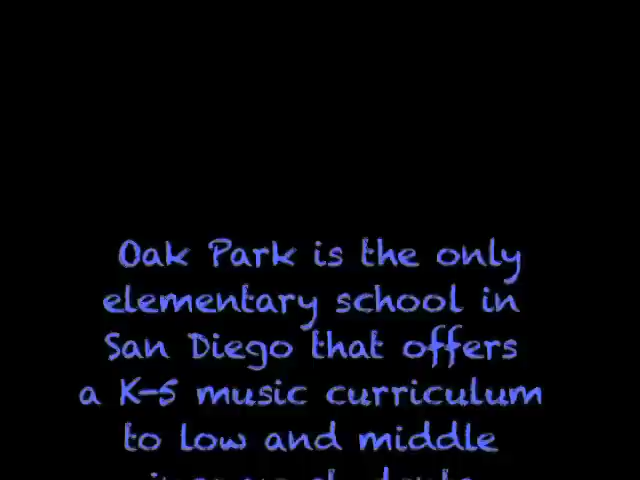 Oak Park is the only
elementary school in
San Diego that offers
a K-5 music curriculum
to low and middle